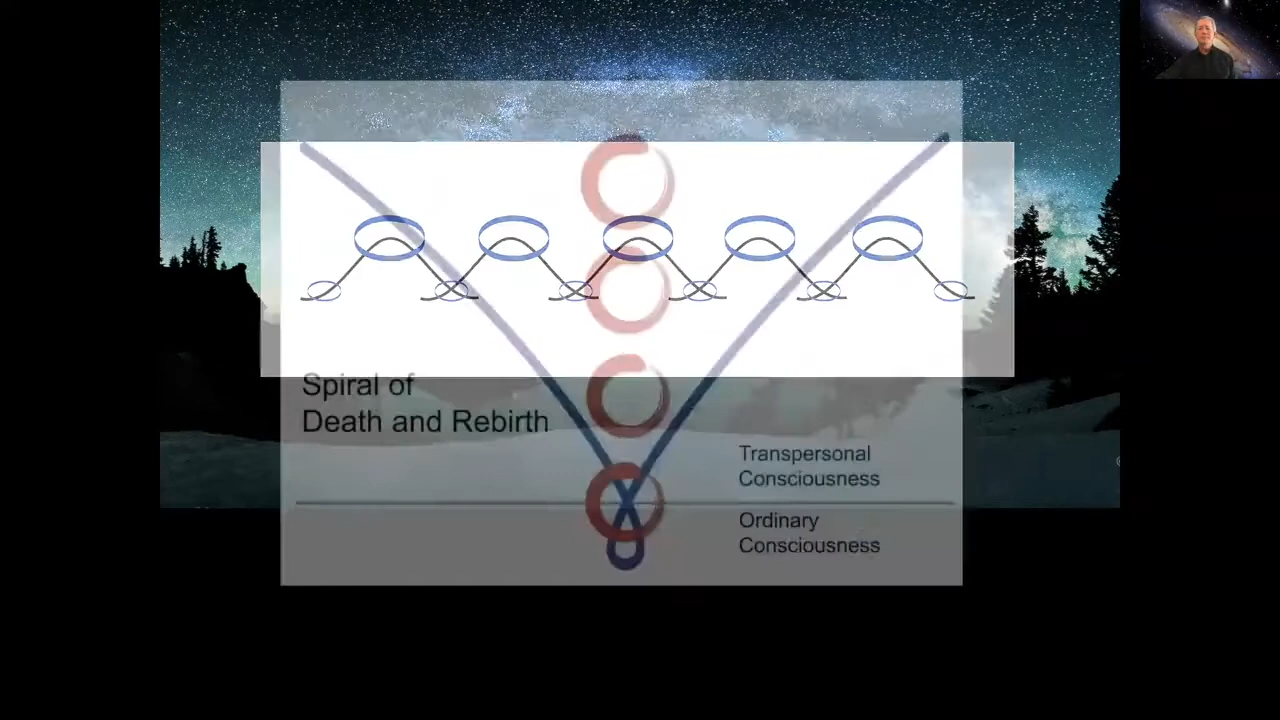 Spiral of
Death and Rebirth
Transpersonal
Consciousness
Ordinary
Consciousness